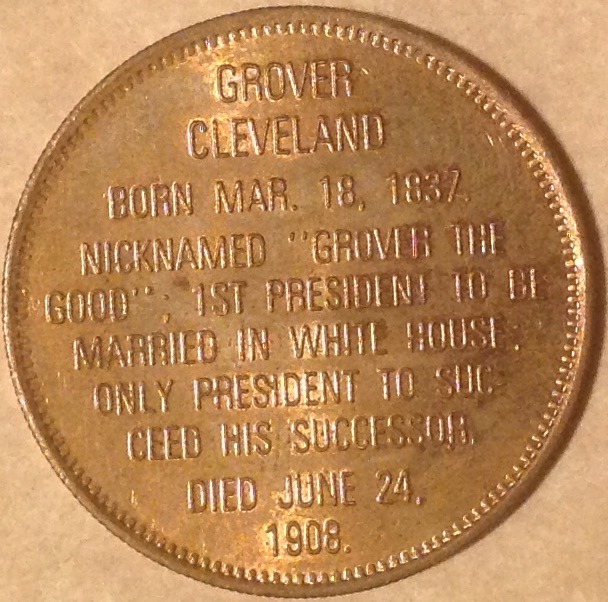 GROVER
CLEVELAND
BORN MAR. 18, 1837.
NICKNAMED "GROVER THE
GOOD"; 1ST PRESIDENT TO BE
MARRIED IN WHITE HOUSE;
ONLY PRESIDENT TO SUC-
CEED HIS SUCCESSOR.
DIED JUNE 24,
1908.